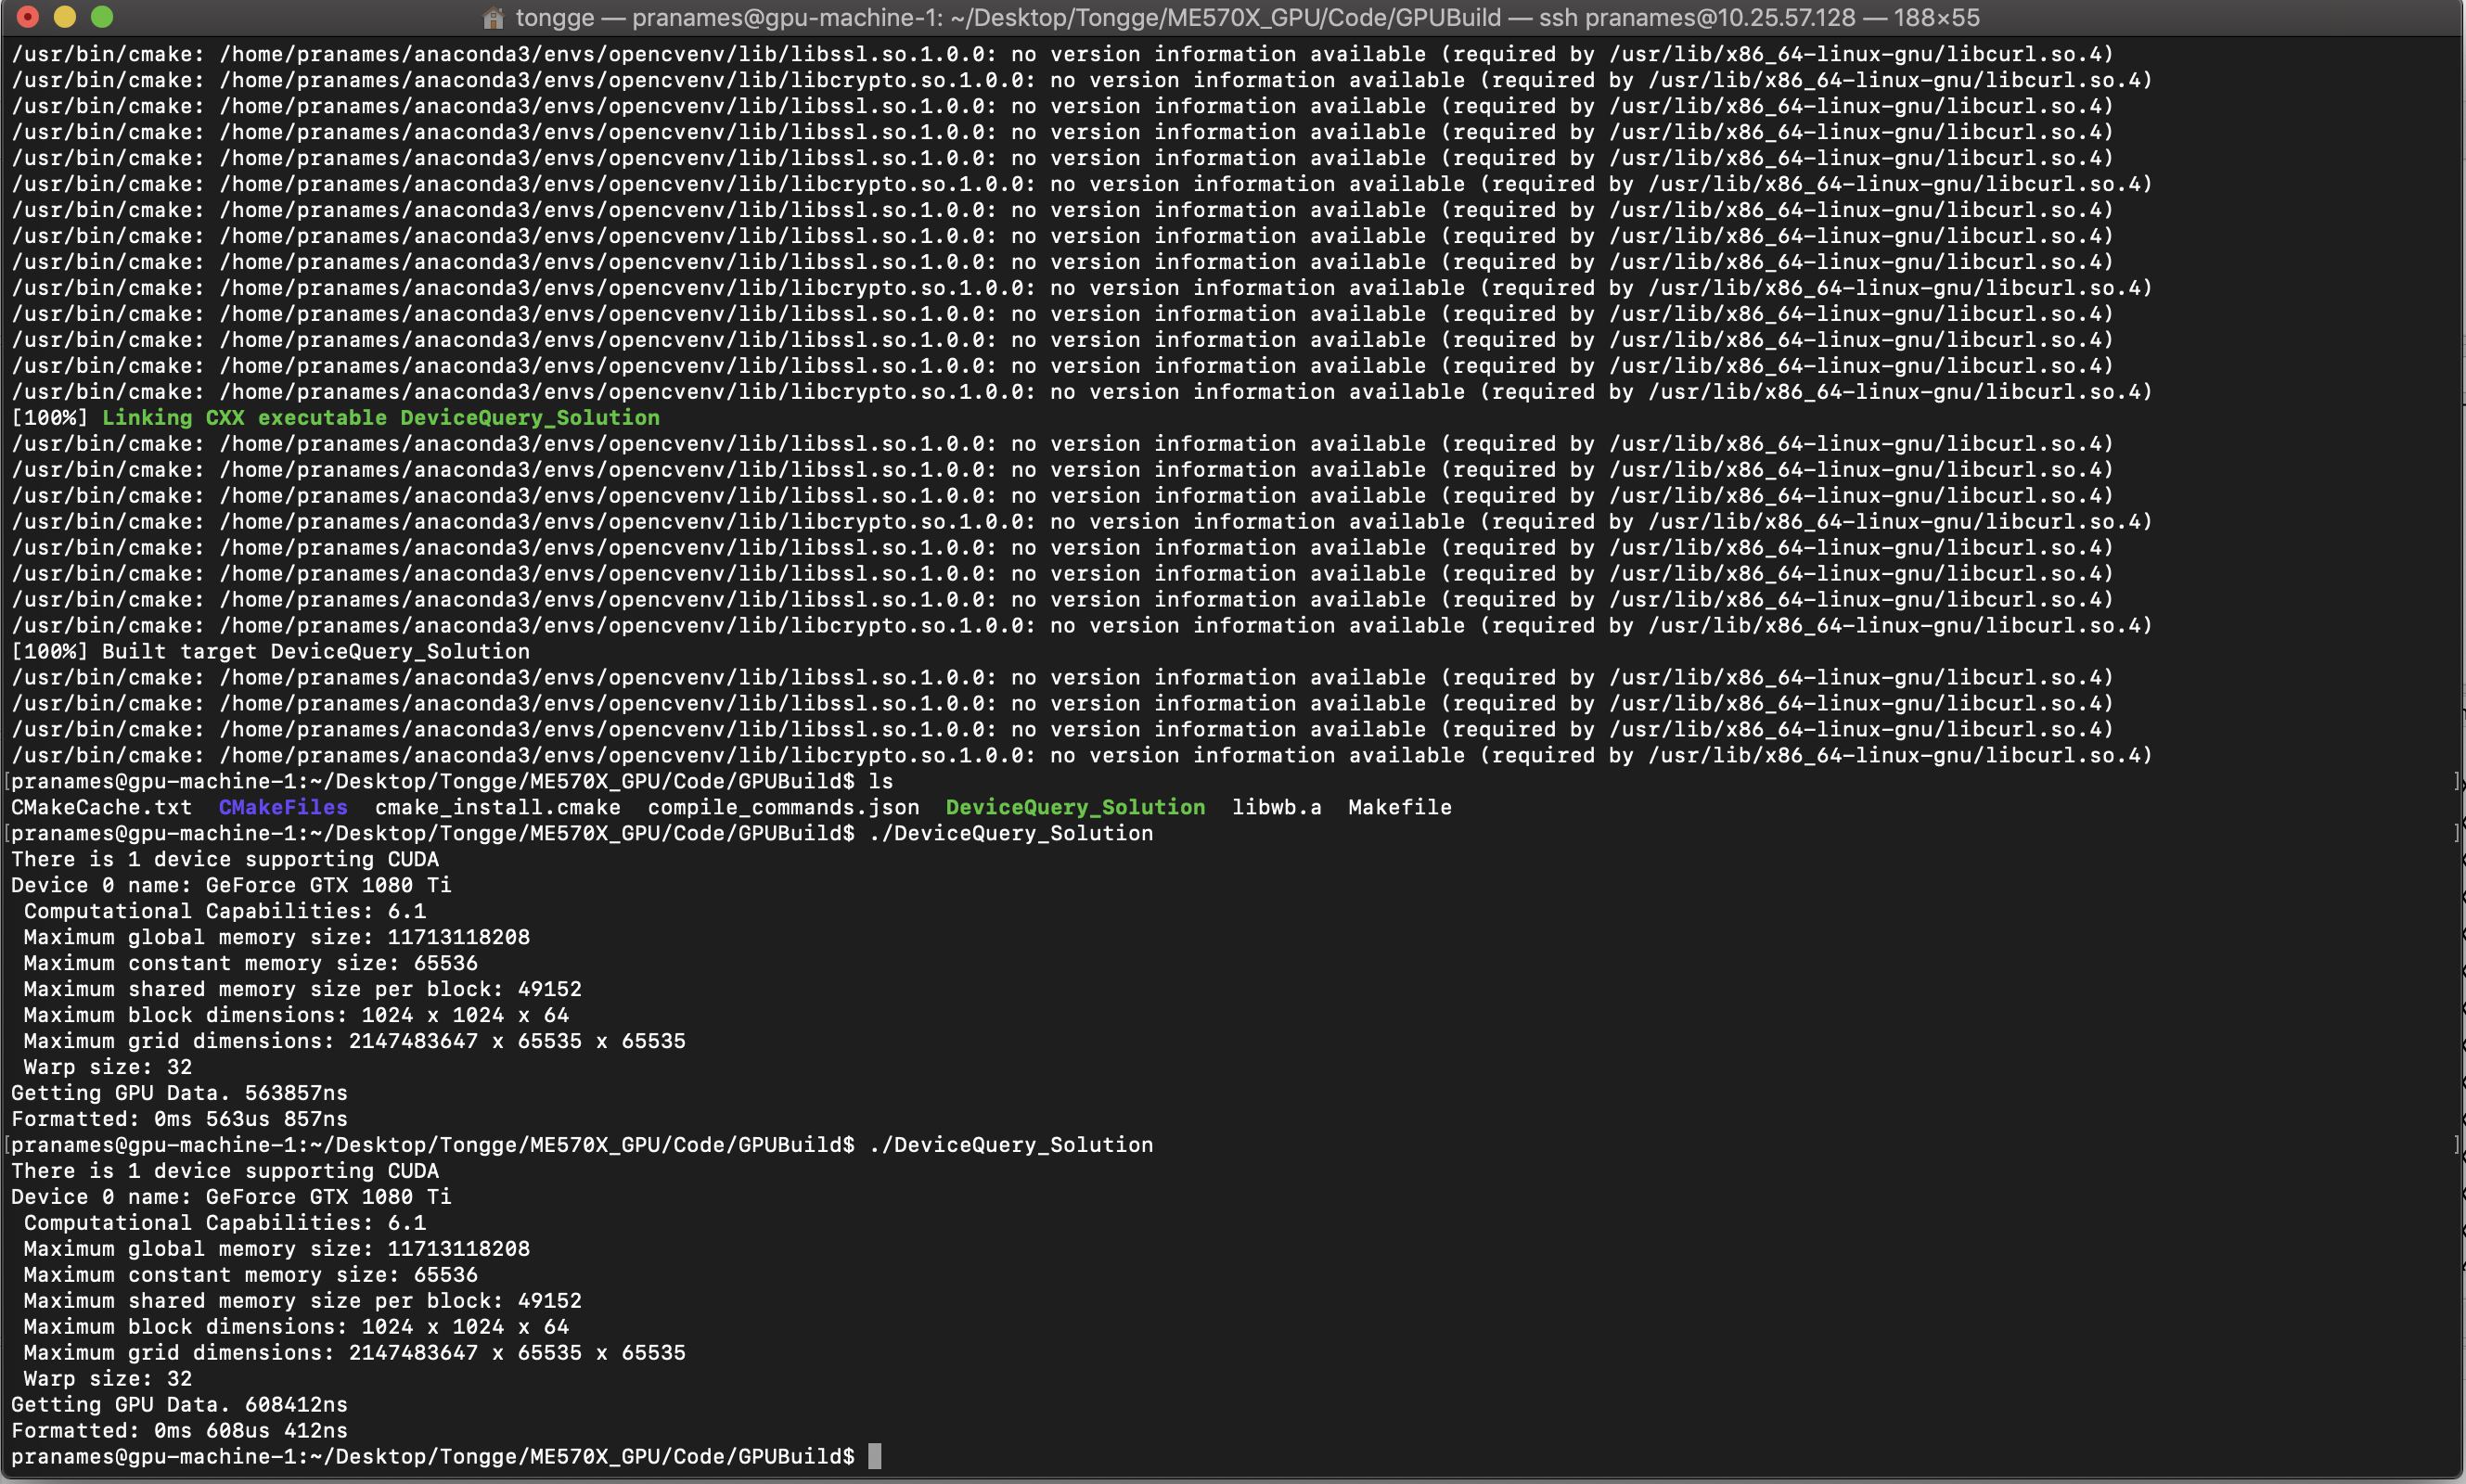 tongge — pranames@gpu-machine-1: ~/Desktop/Tongge/ME570X_GPU/Code/GPUBuild — ssh pranames@10.25.57.128 — 188×55
/usr/bin/cmake: /home/pranames/anaconda3/envs/opencvenv/lib/libssl.so.1.0.0: no version information available (required by /usr/lib/x86_64-linux-gnu/libcurl.so.4)
/usr/bin/cmake: /home/pranames/anaconda3/envs/opencvenv/lib/libcrypto.so.1.0.0: no version information available (required by /usr/lib/x86_64-linux-gnu/libcurl.so.4)
/usr/bin/cmake: /home/pranames/anaconda3/envs/opencvenv/lib/libssl.so.1.0.0: no version information available (required by /usr/lib/x86_64-linux-gnu/libcurl.so.4)
/usr/bin/cmake: /home/pranames/anaconda3/envs/opencvenv/lib/libssl.so.1.0.0: no version information available (required by /usr/lib/x86_64-linux-gnu/libcurl.so.4)
/usr/bin/cmake: /home/pranames/anaconda3/envs/opencvenv/lib/libssl.so.1.0.0: no version information available (required by /usr/lib/x86_64-linux-gnu/libcurl.so.4)
/usr/bin/cmake: /home/pranames/anaconda3/envs/opencvenv/lib/libcrypto.so.1.0.0: no version information available (required by /usr/lib/x86_64-linux-gnu/libcurl.so.4)
/usr/bin/cmake: /home/pranames/anaconda3/envs/opencvenv/lib/libssl.so.1.0.0: no version information available (required by /usr/lib/x86_64-linux-gnu/libcurl.so.4)
/usr/bin/cmake: /home/pranames/anaconda3/envs/opencvenv/lib/libssl.so.1.0.0: no version information available (required by /usr/lib/x86_64-linux-gnu/libcurl.so.4)
/usr/bin/cmake: /home/pranames/anaconda3/envs/opencvenv/lib/libssl.so.1.0.0: no version information available (required by /usr/lib/x86_64-linux-gnu/libcurl.so.4)
/usr/bin/cmake: /home/pranames/anaconda3/envs/opencvenv/lib/libcrypto.so.1.0.0: no version information available (required by /usr/lib/x86_64-linux-gnu/libcurl.so.4)
/usr/bin/cmake: /home/pranames/anaconda3/envs/opencvenv/lib/libssl.so.1.0.0: no version information available (required by /usr/lib/x86_64-linux-gnu/libcurl.so.4)
/usr/bin/cmake: /home/pranames/anaconda3/envs/opencvenv/lib/libssl.so.1.0.0: no version information available (required by /usr/lib/x86_64-linux-gnu/libcurl.so.4)
/usr/bin/cmake: /home/pranames/anaconda3/envs/opencvenv/lib/libssl.so.1.0.0: no version information available (required by /usr/lib/x86_64-linux-gnu/libcurl.so.4)
/usr/bin/cmake: /home/pranames/anaconda3/envs/opencvenv/lib/libcrypto.so.1.0.0: no version information available (required by /usr/lib/x86_64-linux-gnu/libcurl.so.4)
[100%] Linking CXX executable DeviceQuery_Solution
/usr/bin/cmake: /home/pranames/anaconda3/envs/opencvenv/lib/libssl.so.1.0.0: no version information available (required by /usr/lib/x86_64-linux-gnu/libcurl.so.4)
/usr/bin/cmake: /home/pranames/anaconda3/envs/opencvenv/lib/libssl.so.1.0.0: no version information available (required by /usr/lib/x86_64-linux-gnu/libcurl.so.4)
/usr/bin/cmake: /home/pranames/anaconda3/envs/opencvenv/lib/libssl.so.1.0.0: no version information available (required by /usr/lib/x86_64-linux-gnu/libcurl.so.4)
/usr/bin/cmake: /home/pranames/anaconda3/envs/opencvenv/lib/libcrypto.so.1.0.0: no version information available (required by /usr/lib/x86_64-linux-gnu/libcurl.so.4)
/usr/bin/cmake: /home/pranames/anaconda3/envs/opencvenv/lib/libssl.so.1.0.0: no version information available (required by /usr/lib/x86_64-linux-gnu/libcurl.so.4)
/usr/bin/cmake: /home/pranames/anaconda3/envs/opencvenv/lib/libssl.so.1.0.0: no version information available (required by /usr/lib/x86_64-linux-gnu/libcurl.so.4)
/usr/bin/cmake: /home/pranames/anaconda3/envs/opencvenv/lib/libssl.so.1.0.0: no version information available (required by /usr/lib/x86_64-linux-gnu/libcurl.so.4)
/usr/bin/cmake: /home/pranames/anaconda3/envs/opencvenv/lib/libcrypto.so.1.0.0: no version information available (required by /usr/lib/x86_64-linux-gnu/libcurl.so.4)
[100%] Built target DeviceQuery_Solution
/usr/bin/cmake: /home/pranames/anaconda3/envs/opencvenv/lib/libssl.so.1.0.0: no version information available (required by /usr/lib/x86_64-linux-gnu/libcurl.so.4)
/usr/bin/cmake: /home/pranames/anaconda3/envs/opencvenv/lib/libssl.so.1.0.0: no version information available (required by /usr/lib/x86_64-linux-gnu/libcurl.so.4)
/usr/bin/cmake: /home/pranames/anaconda3/envs/opencvenv/lib/libssl.so.1.0.0: no version information available (required by /usr/lib/x86_64-linux-gnu/libcurl.so.4)
/usr/bin/cmake: /home/pranames/anaconda3/envs/opencvenv/lib/libcrypto.so.1.0.0: no version information available (required by /usr/lib/x86_64-linux-gnu/libcurl.so.4)
[pranames@gpu-machine-1:~/Desktop/Tongge/ME570X_GPU/Code/GPUBuild$ ls ]
CMakeCache.txt  CMakeFiles  cmake_install.cmake  compile_commands.json  DeviceQuery_Solution  libwb.a  Makefile
[pranames@gpu-machine-1:~/Desktop/Tongge/ME570X_GPU/Code/GPUBuild$ ./DeviceQuery_Solution ]
There is 1 device supporting CUDA
Device 0 name: GeForce GTX 1080 Ti
 Computational Capabilities: 6.1
 Maximum global memory size: 11713118208
 Maximum constant memory size: 65536
 Maximum shared memory size per block: 49152
 Maximum block dimensions: 1024 x 1024 x 64
 Maximum grid dimensions: 2147483647 x 65535 x 65535
 Warp size: 32
Getting GPU Data. 563857ns
Formatted: 0ms 563us 857ns
[pranames@gpu-machine-1:~/Desktop/Tongge/ME570X_GPU/Code/GPUBuild$ ./DeviceQuery_Solution ]
There is 1 device supporting CUDA
Device 0 name: GeForce GTX 1080 Ti
 Computational Capabilities: 6.1
 Maximum global memory size: 11713118208
 Maximum constant memory size: 65536
 Maximum shared memory size per block: 49152
 Maximum block dimensions: 1024 x 1024 x 64
 Maximum grid dimensions: 2147483647 x 65535 x 65535
 Warp size: 32
Getting GPU Data. 608412ns
Formatted: 0ms 608us 412ns
pranames@gpu-machine-1:~/Desktop/Tongge/ME570X_GPU/Code/GPUBuild$